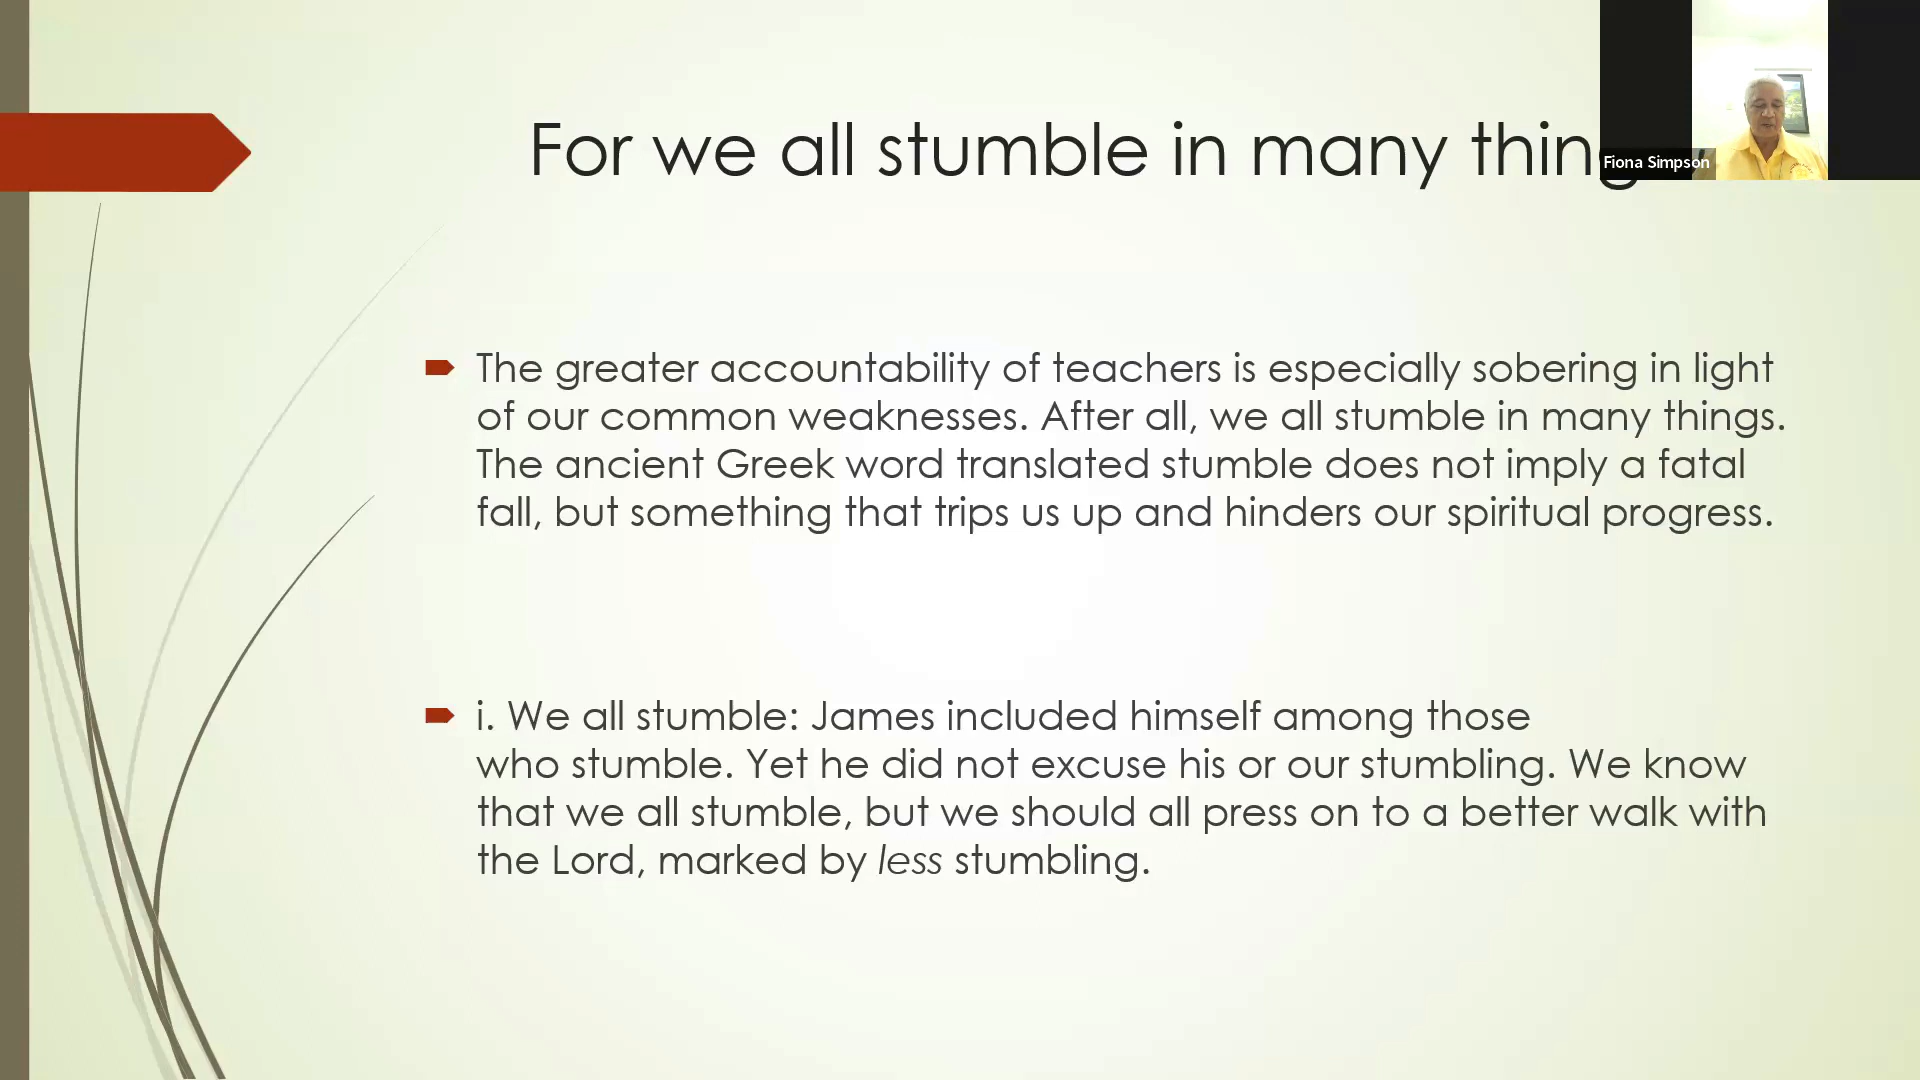 For we all stumble in many thing
Fiona Simpson
The greater accountability of teachers is especially sobering in light
of our common weaknesses. After all, we all stumble in many things.
The ancient Greek word translated stumble does not imply a fatal
fall, but something that trips us up and hinders our spiritual progress.
i. We all stumble: James included himself among those
who stumble. Yet he did not excuse his or our stumbling. We know
that we all stumble, but we should all press on to a better walk with
the Lord, marked by less stumbling.